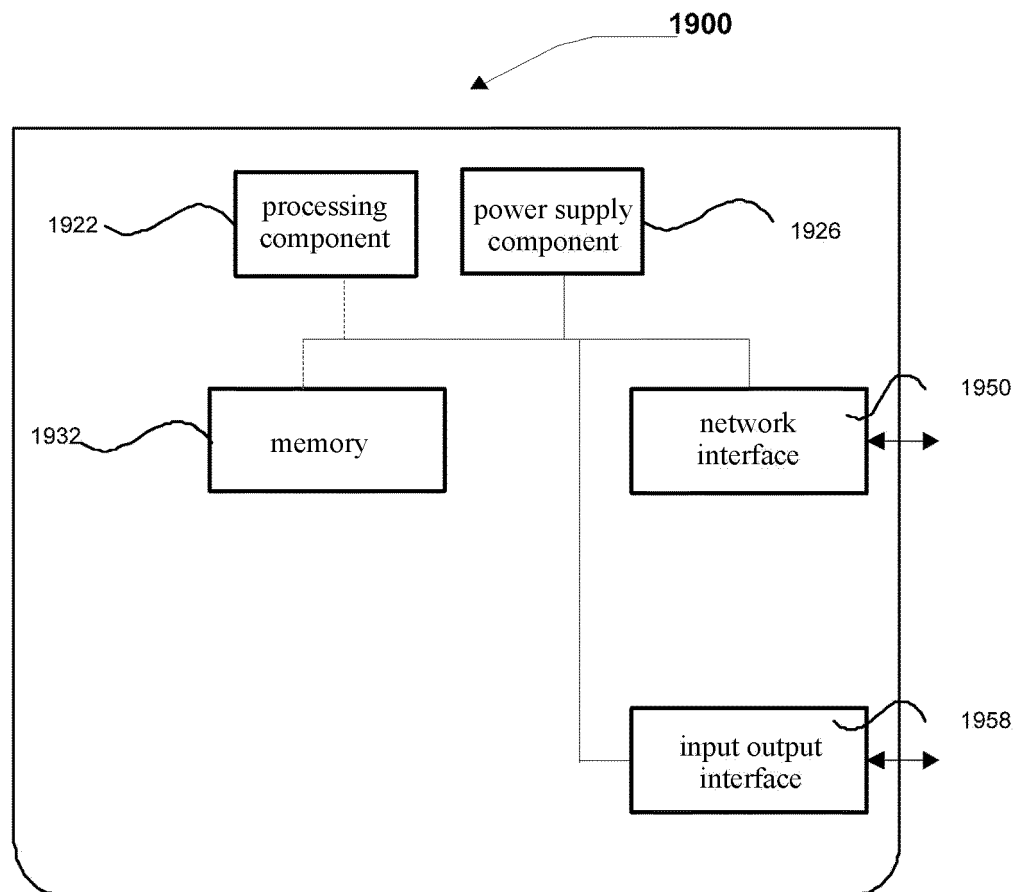 1900
processing
component
1922
power supply
component
1926
1932
memory
network
interface
1950
input output
interface
1958